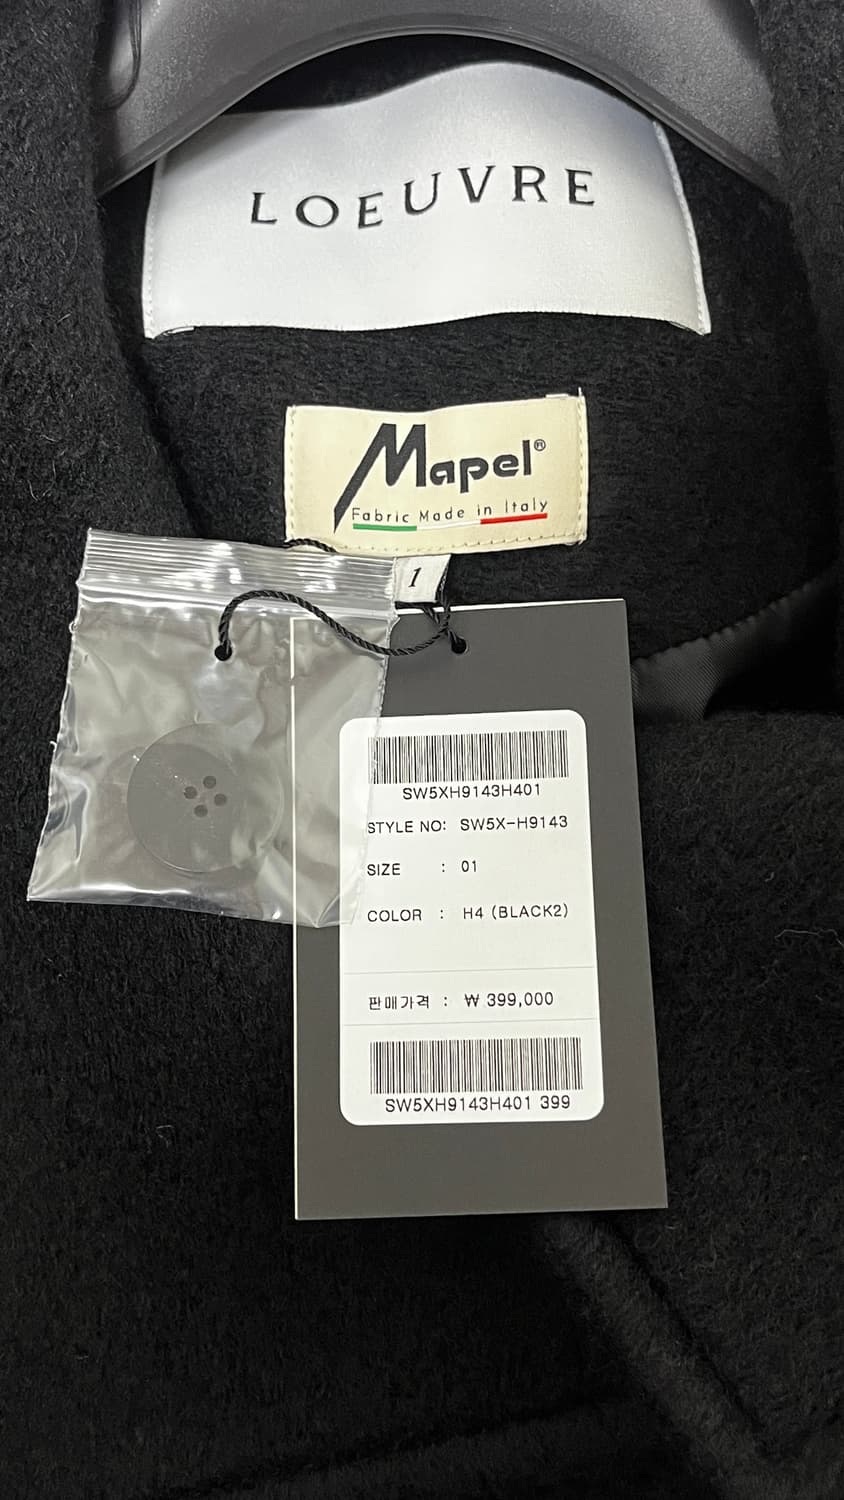 LOEUVRE
Mapel®
Fabric Made in Italy
1
SW5XH9143H401
STYLE NO: SW5X-H9143
SIZE : 01
COLOR : H4 (BLACK2)
판매가격 : ₩ 399,000
SW5XH9143H401 399